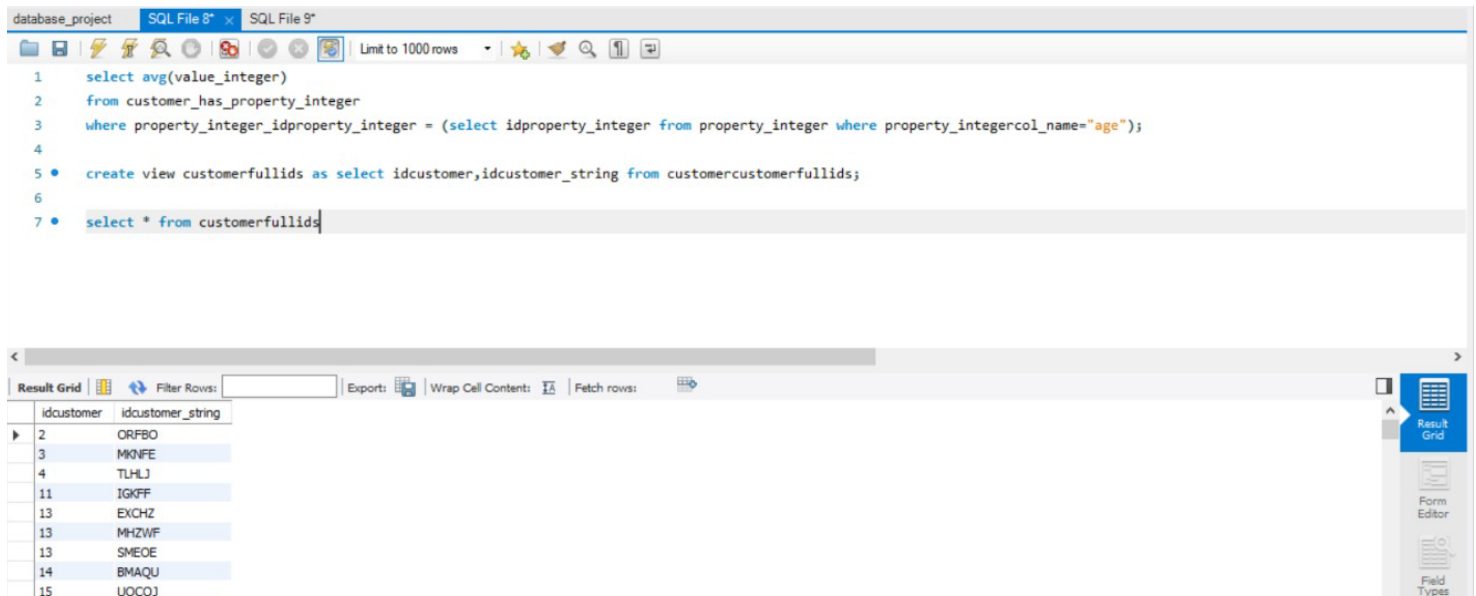 database_project SQL File 8* × SQL File 9*
Limit to 1000 rows
1 select avg(value_integer)
2 from customer_has_property_integer
3 where property_integer_idproperty_integer = (select idproperty_integer from property_integer where property_integercol_name="age");
4
5 create view customerfullids as select idcustomer,idcustomer_string from customercustomerfullids;
6
7 select * from customerfullids
Result Grid Filter Rows: Export: Wrap Cell Content: IA Fetch rows:
idcustomer idcustomer_string
2 ORFBO
3 MKNFE
4 TLHLJ
11 IGKFF
13 EXCHZ
13 MHZWF
13 SMEOE
14 BMAQU
15 UOCOJ
Result
Grid
Form
Editor
Field
Types